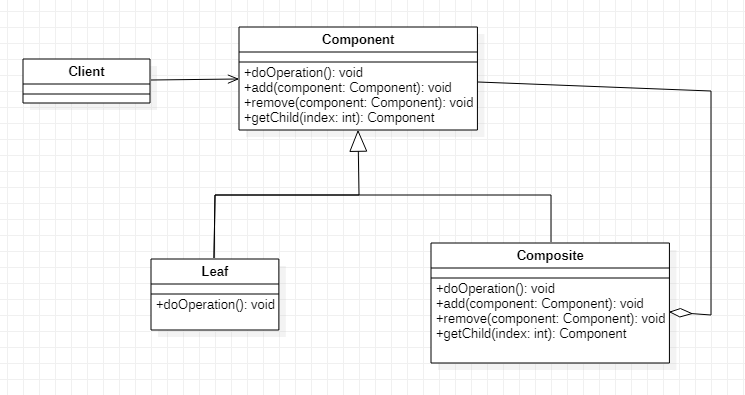 Component
Client
+doOperation(): void
+add(component: Component): void
+remove(component: Component): void
+getChild(index: int): Component
Leaf
+doOperation(): void
Composite
+doOperation(): void
+add(component: Component): void
+remove(component: Component): void
+getChild(index: int): Component